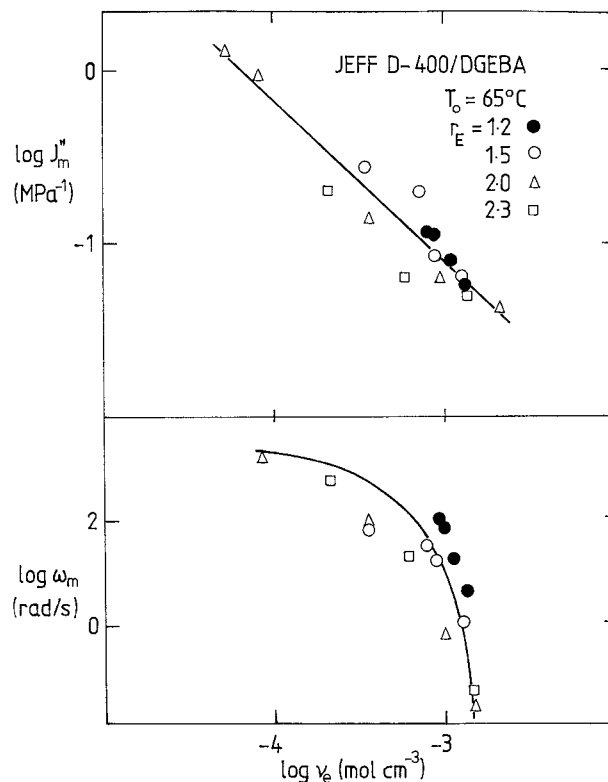 JEFF D-400/DGEBA
T₀ = 65°C
r_E = 1·2 ●
1.5 ○
2.0 △
2·3 □
0
log J″ₘ
(MPa⁻¹)
-1
2
log ωₘ
(rad/s)
0
-4
-3
log νₑ (mol cm⁻³)